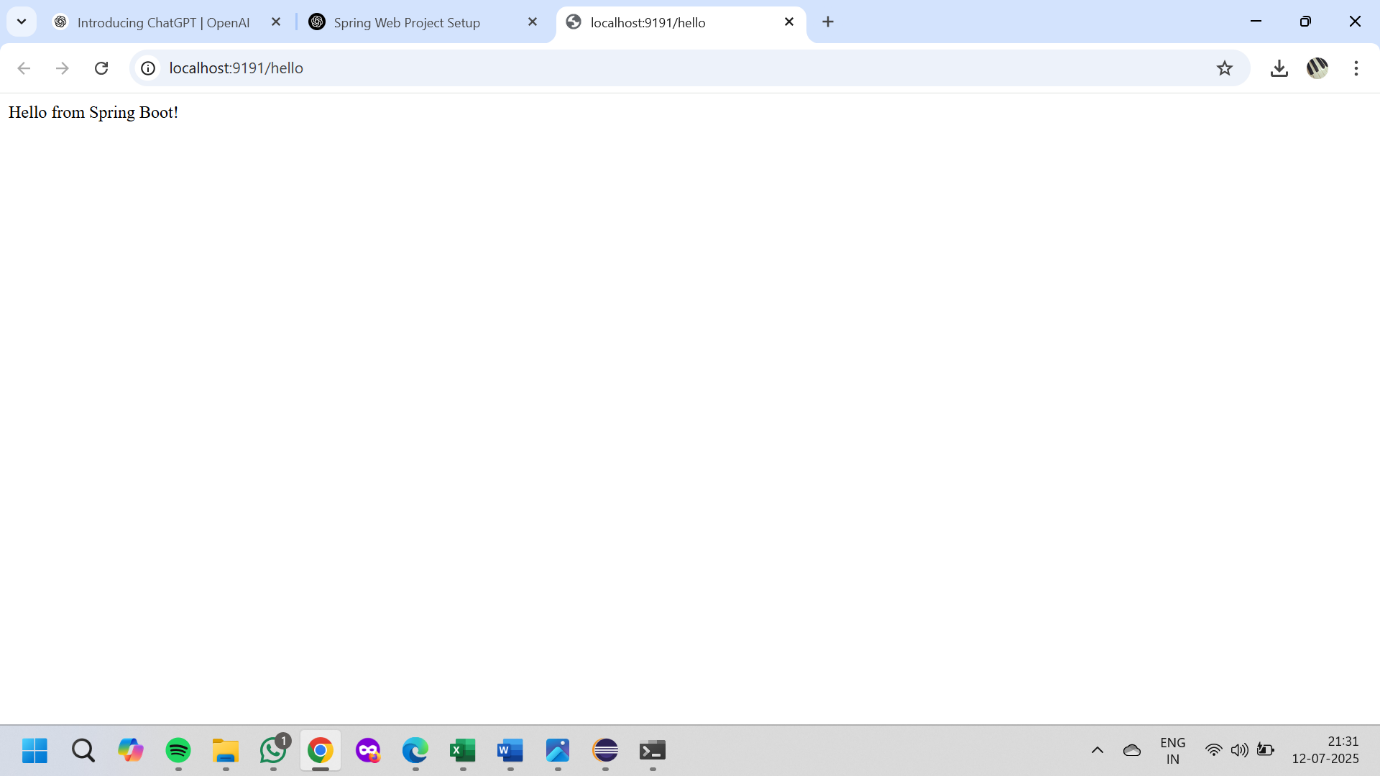 Introducing ChatGPT | OpenAI
Spring Web Project Setup
localhost:9191/hello
localhost:9191/hello
Hello from Spring Boot!
1
ENG
IN
21:31
12-07-2025